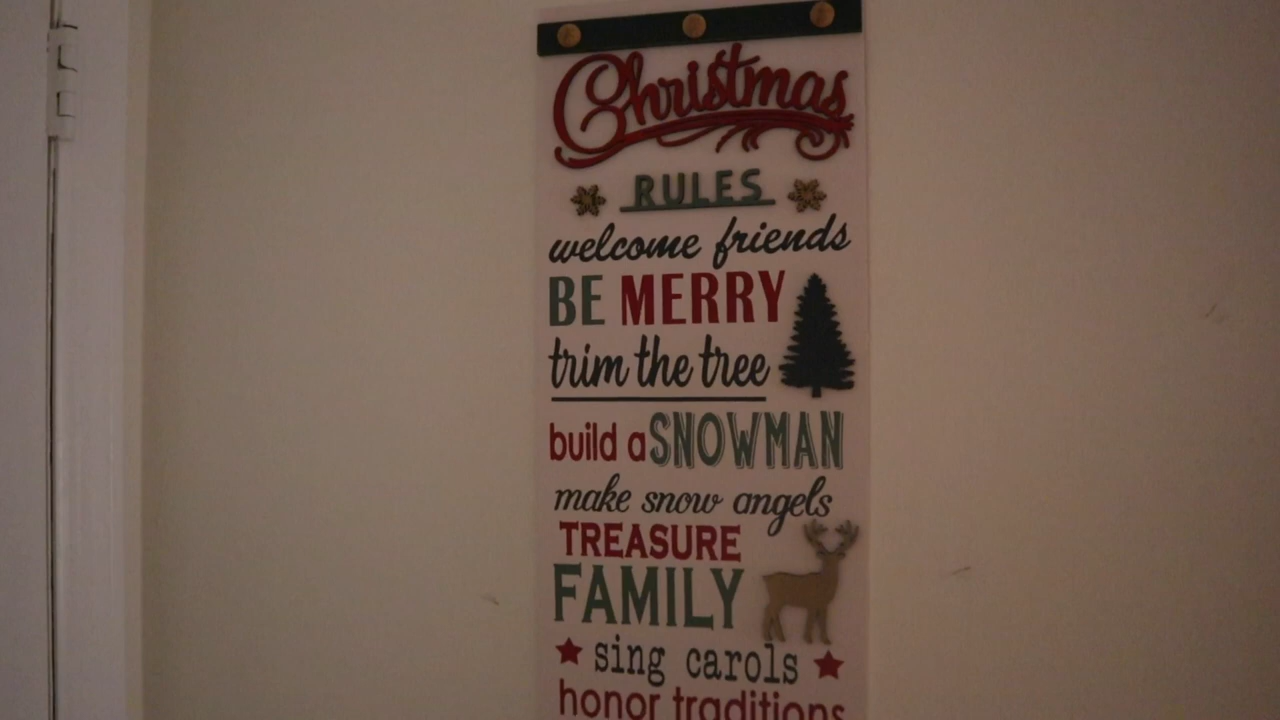 Christmas
RULES
welcome friends
BE MERRY
trim the tree
build a SNOWMAN
make snow angels
TREASURE
FAMILY
sing carols
honor traditions